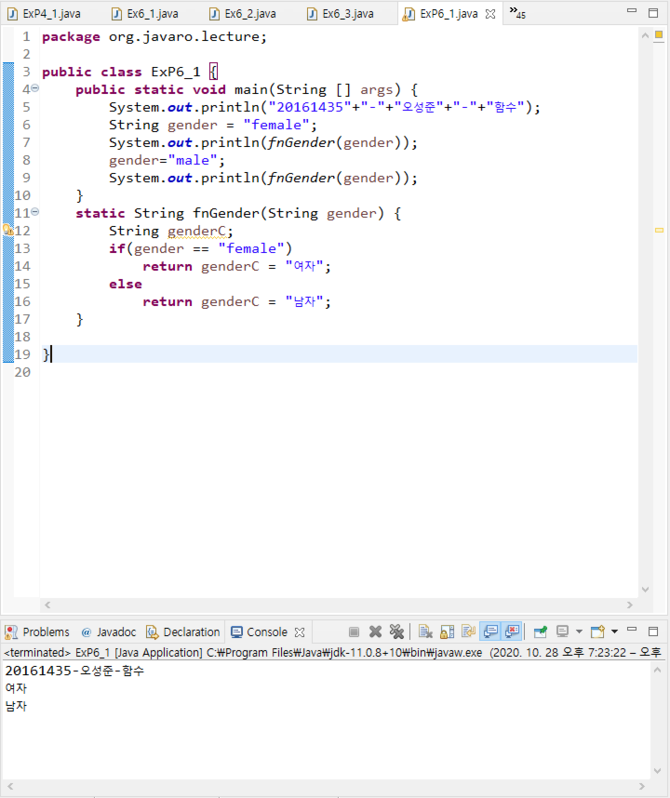 ExP4_1.java Ex6_1.java Ex6_2.java Ex6_3.java ExP6_1.java »45
1 package org.javaro.lecture;
2
3 public class ExP6_1 {
4 public static void main(String [] args) {
5 System.out.println("20161435"+"-"+"오성준"+"-"+"함수");
6 String gender = "female";
7 System.out.println(fnGender(gender));
8 gender="male";
9 System.out.println(fnGender(gender));
10 }
11 static String fnGender(String gender) {
12 String genderC;
13 if(gender == "female")
14 return genderC = "여자";
15 else
16 return genderC = "남자";
17 }
18
19 }
20
Problems @ Javadoc Declaration Console
<terminated> ExP6_1 [Java Application] C:₩Program Files₩Java₩jdk-11.0.8+10₩bin₩javaw.exe (2020. 10. 28 오후 7:23:22 – 오후
20161435-오성준-함수
여자
남자